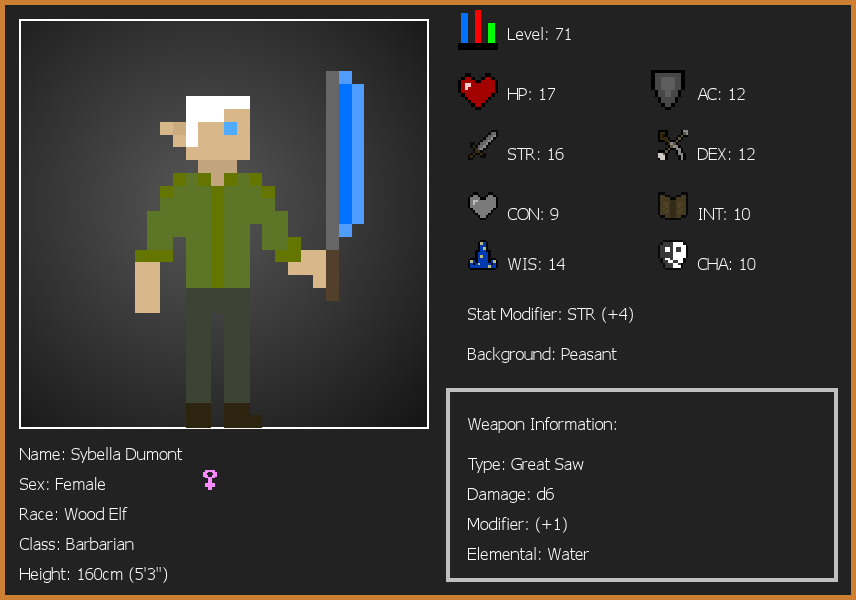 Level: 71
HP: 17
AC: 12
STR: 16
DEX: 12
CON: 9
INT: 10
WIS: 14
CHA: 10
Stat Modifier: STR (+4)
Background: Peasant
Weapon Information:
Type: Great Saw
Damage: d6
Modifier: (+1)
Elemental: Water
Name: Sybella Dumont
Sex: Female
Race: Wood Elf
Class: Barbarian
Height: 160cm (5'3")